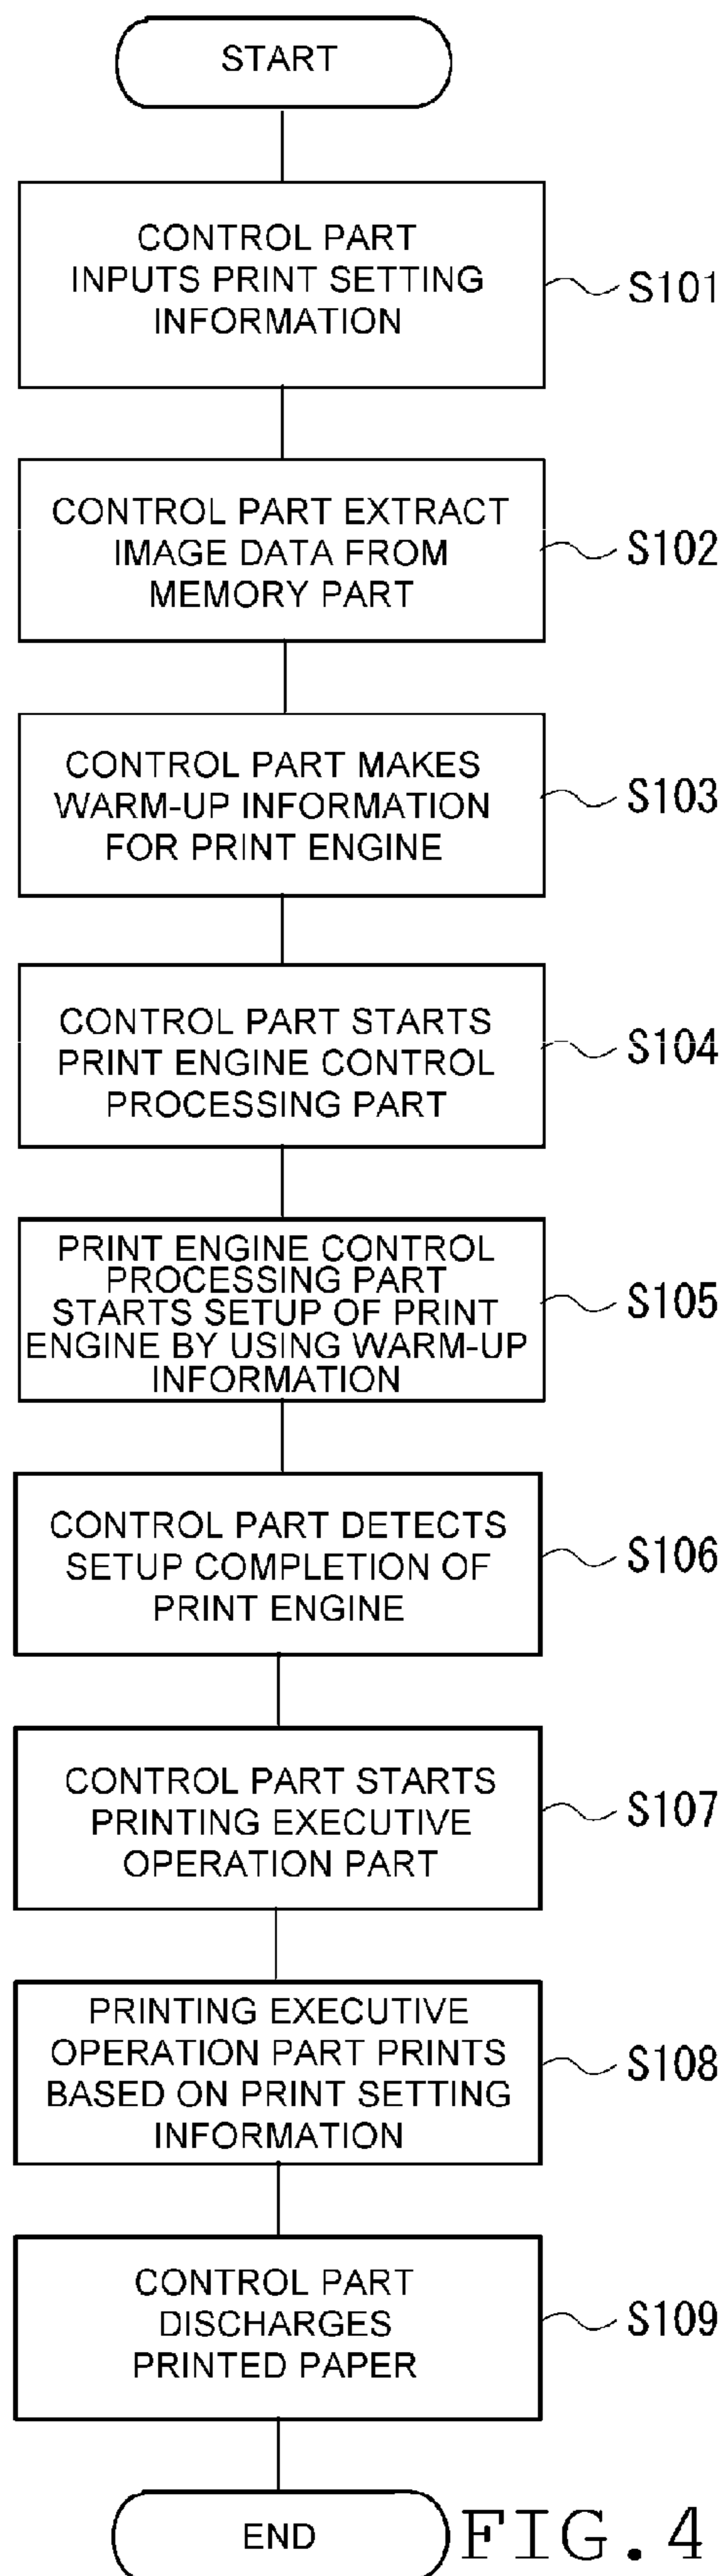 START
CONTROL PART
INPUTS PRINT SETTING
INFORMATION
S101
CONTROL PART EXTRACT
IMAGE DATA FROM
MEMORY PART
S102
CONTROL PART MAKES
WARM-UP INFORMATION
FOR PRINT ENGINE
S103
CONTROL PART STARTS
PRINT ENGINE CONTROL
PROCESSING PART
S104
PRINT ENGINE CONTROL
PROCESSING PART
STARTS SETUP OF PRINT
ENGINE BY USING WARM-UP
INFORMATION
S105
CONTROL PART DETECTS
SETUP COMPLETION OF
PRINT ENGINE
S106
CONTROL PART STARTS
PRINTING EXECUTIVE
OPERATION PART
S107
PRINTING EXECUTIVE
OPERATION PART PRINTS
BASED ON PRINT SETTING
INFORMATION
S108
CONTROL PART
DISCHARGES
PRINTED PAPER
S109
END
FIG.4